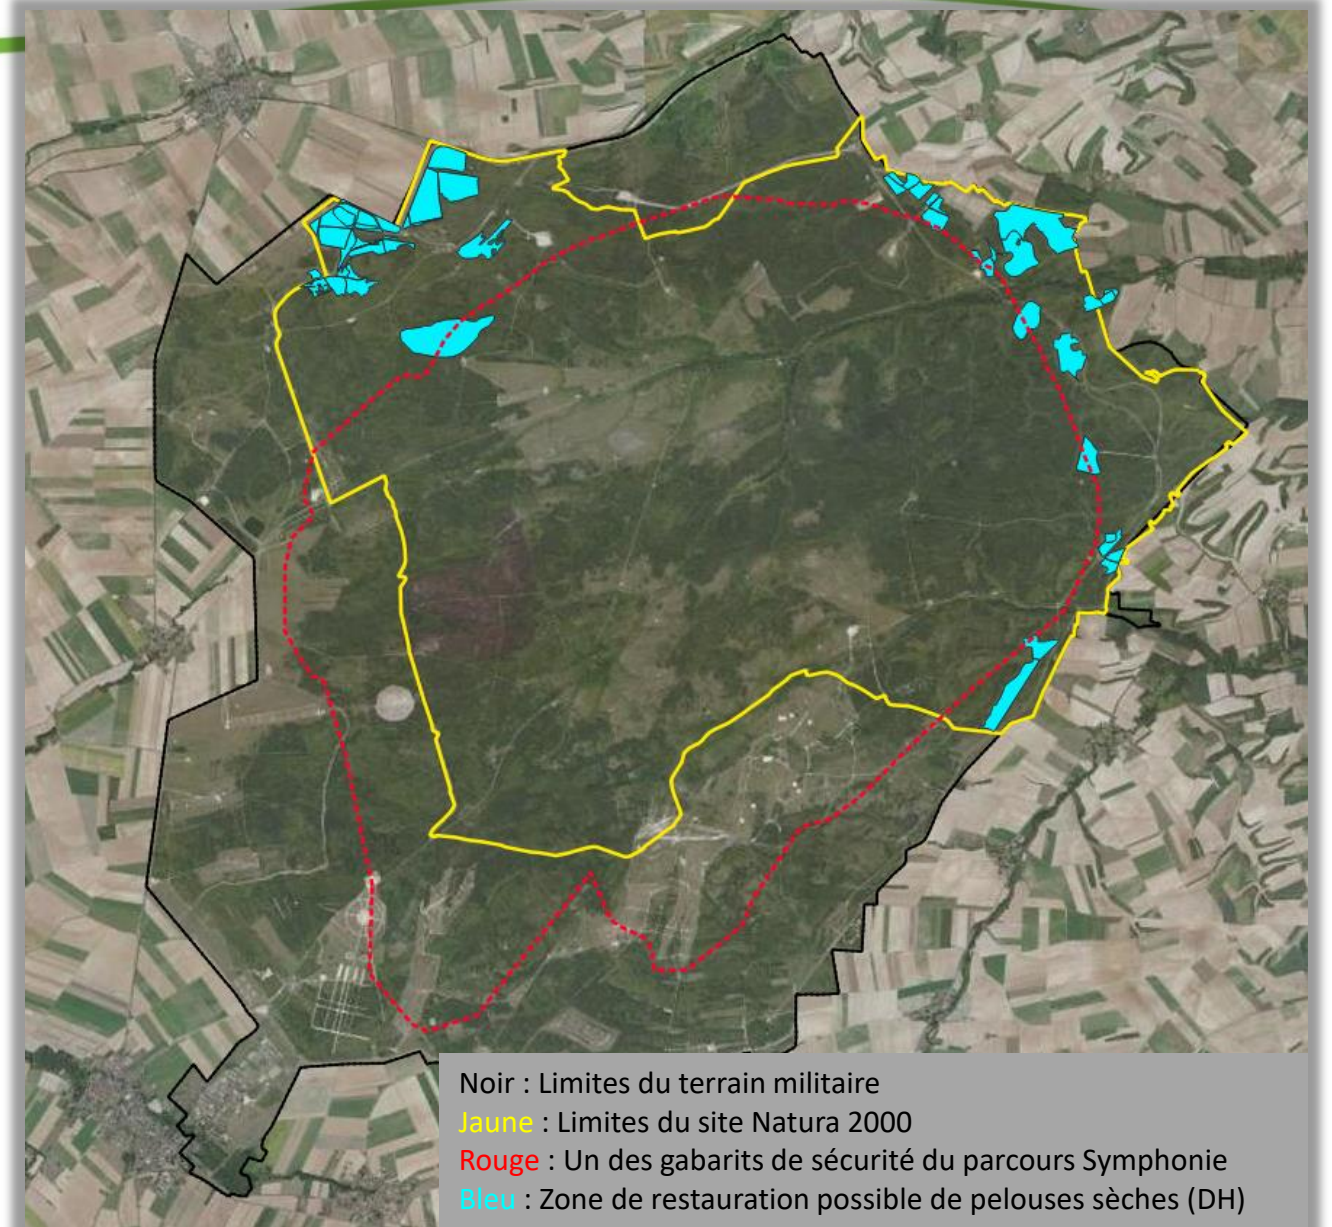 Noir : Limites du terrain militaire
Jaune : Limites du site Natura 2000
Rouge : Un des gabarits de sécurité du parcours Symphonie
Bleu : Zone de restauration possible de pelouses sèches (DH)